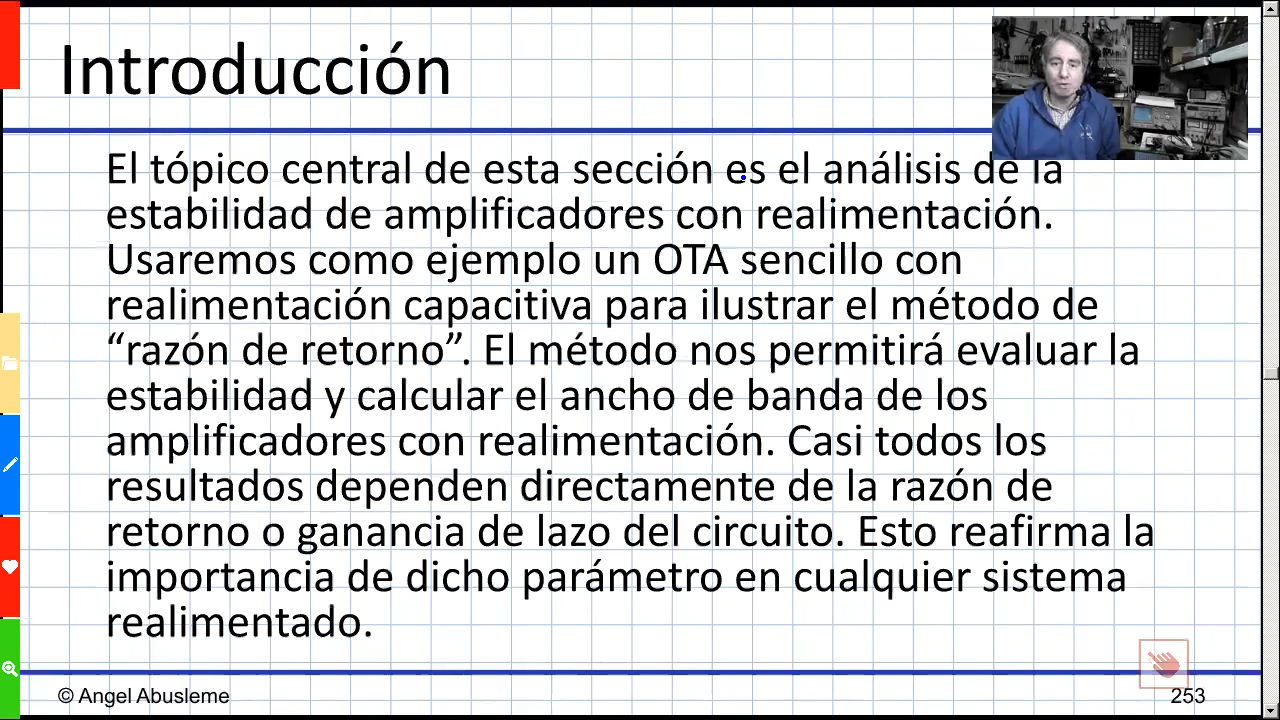 Introducción
El tópico central de esta sección es el análisis de la
estabilidad de amplificadores con realimentación.
Usaremos como ejemplo un OTA sencillo con
realimentación capacitiva para ilustrar el método de
“razón de retorno”. El método nos permitirá evaluar la
estabilidad y calcular el ancho de banda de los
amplificadores con realimentación. Casi todos los
resultados dependen directamente de la razón de
retorno o ganancia de lazo del circuito. Esto reafirma la
importancia de dicho parámetro en cualquier sistema
realimentado.
© Angel Abusleme
253